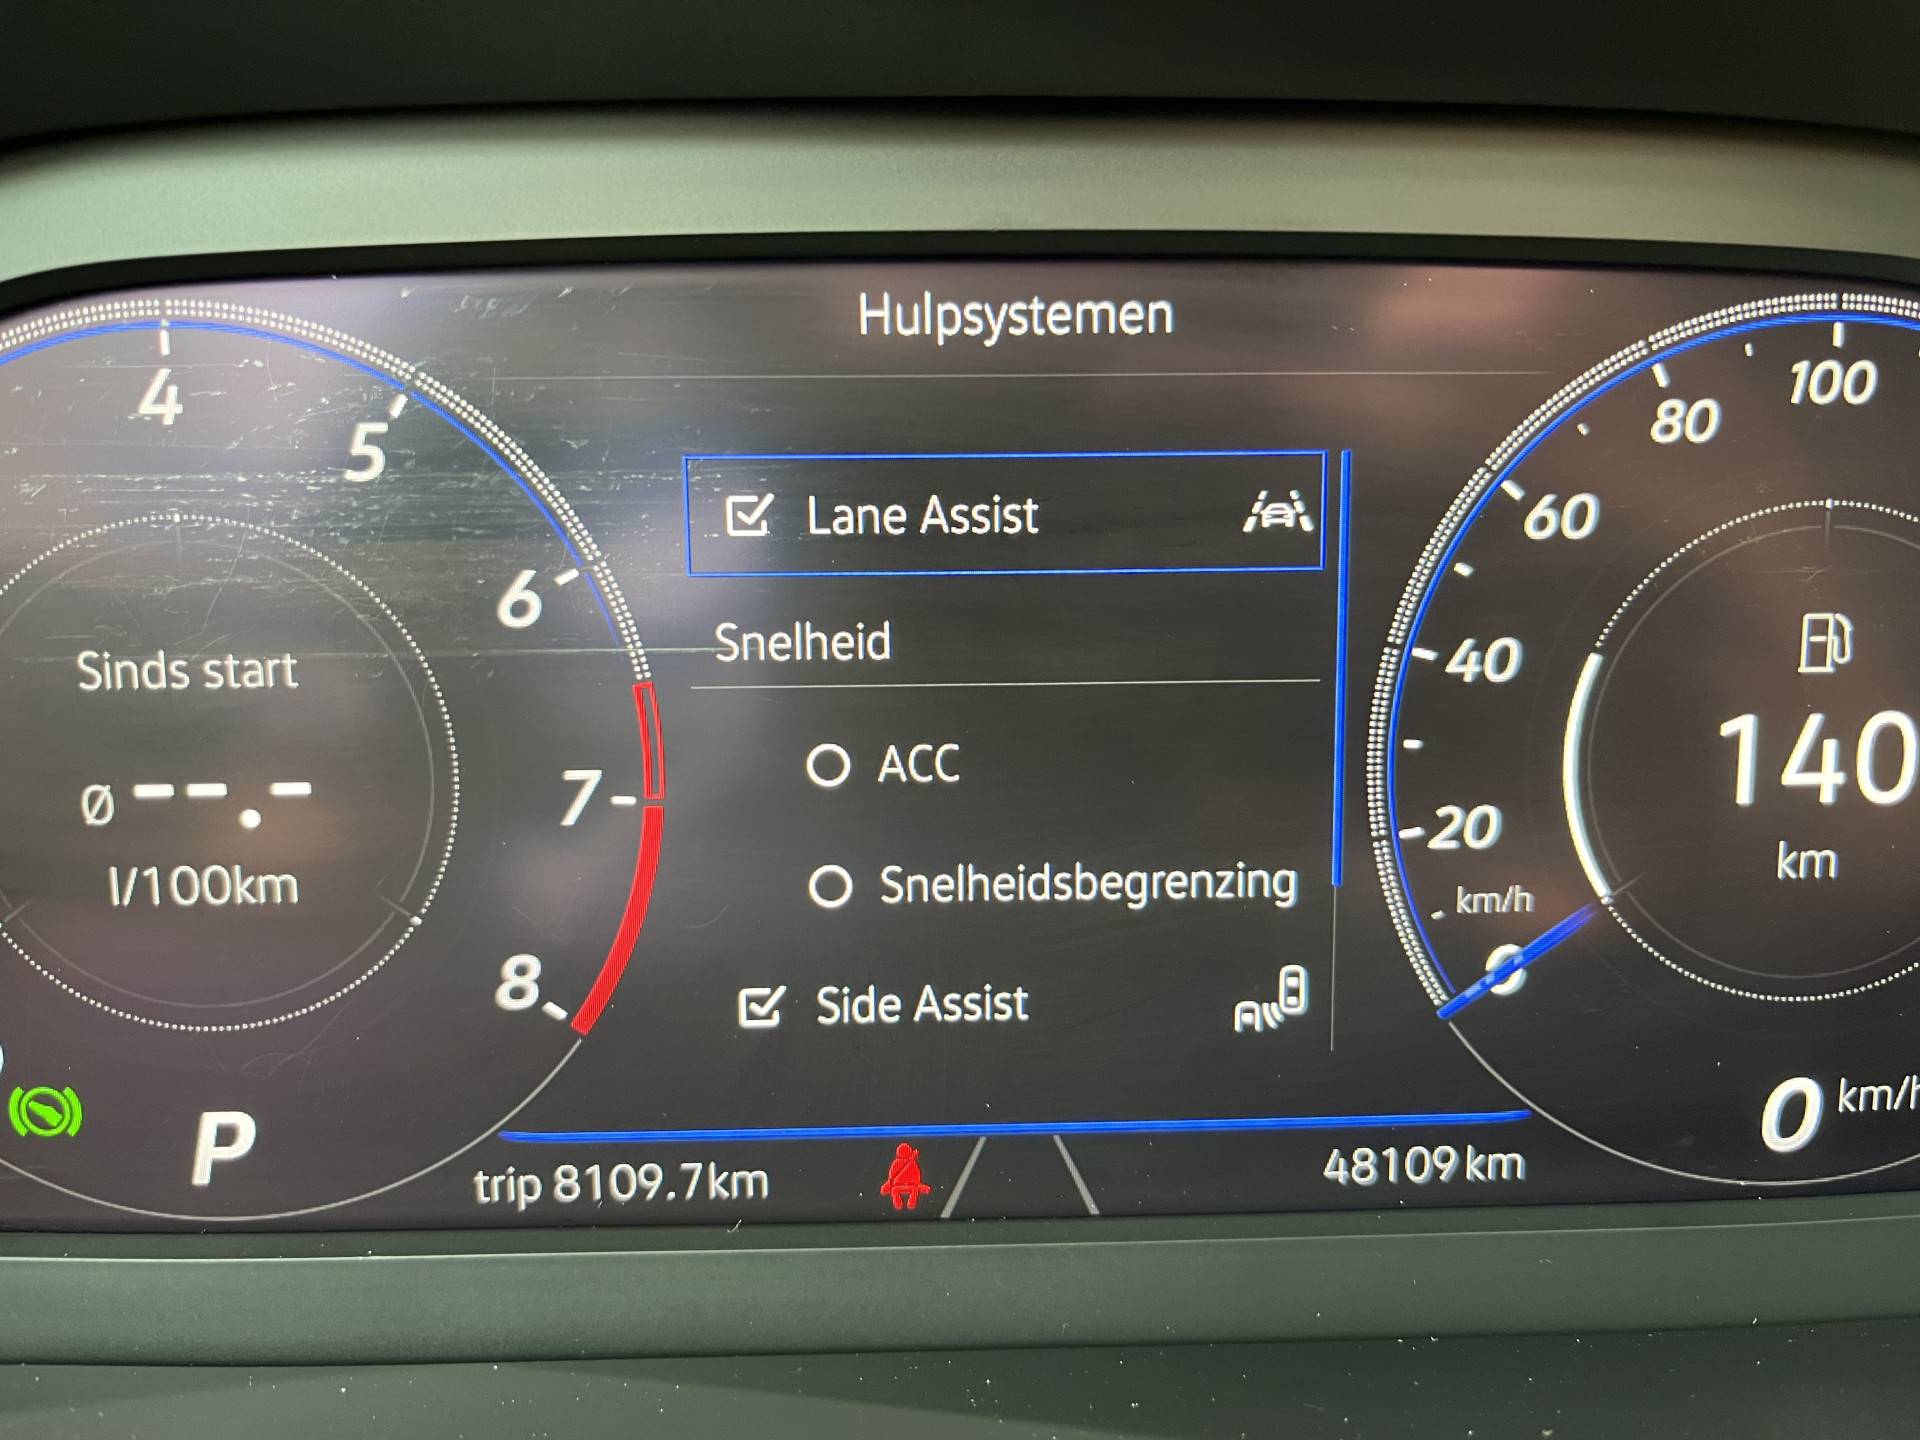 Hulpsystemen
4
5
6
7
8
Sinds start
Ø --.-
l/100km
P
Lane Assist
Snelheid
ACC
Snelheidsbegrenzing
Side Assist
A
trip 8109.7km
48109km
100
80
60
40
20
km/h
0
140
km
0 km/h